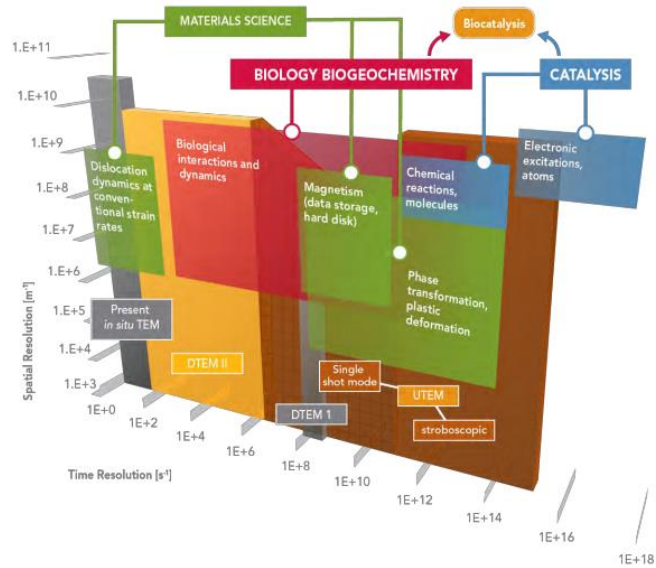 MATERIALS SCIENCE
Biocatalysis
BIOLOGY BIOGEOCHEMISTRY
CATALYSIS
1.E+11
1.E+10
1.E+9
1.E+8
1.E+7
1.E+6
1.E+5
1.E+4
1.E+3
Spatial Resolution [m⁻¹]
Dislocation
dynamics at
conven-
tional strain
rates
Biological
interactions and
dynamics
Magnetism
(data storage,
hard disk)
Chemical
reactions,
molecules
Electronic
excitations,
atoms
Phase
transformation,
plastic
deformation
Present
in situ TEM
DTEM II
DTEM 1
Single
shot mode
UTEM
stroboscopic
1E+0
1E+2
1E+4
1E+6
1E+8
1E+10
1E+12
1E+14
1E+16
1E+18
Time Resolution [s⁻¹]